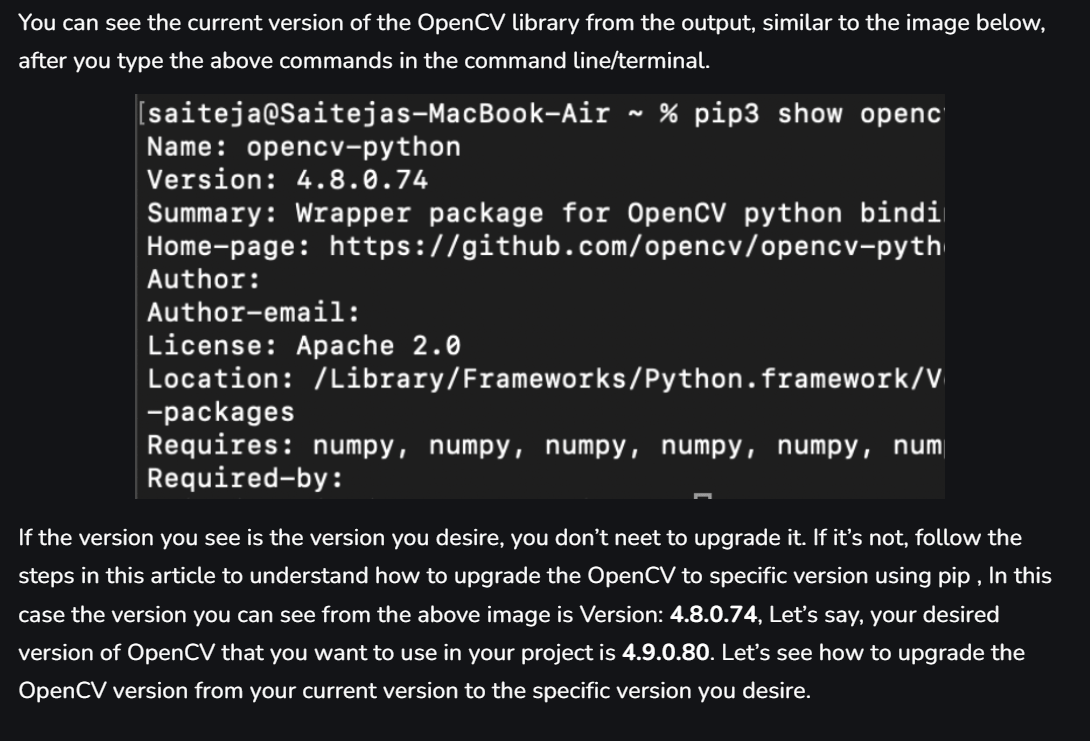 You can see the current version of the OpenCV library from the output, similar to the image below,
after you type the above commands in the command line/terminal.
[saiteja@Saitejas-MacBook-Air ~ % pip3 show openc
Name: opencv-python
Version: 4.8.0.74
Summary: Wrapper package for OpenCV python bindi
Home-page: https://github.com/opencv/opencv-pyth
Author:
Author-email:
License: Apache 2.0
Location: /Library/Frameworks/Python.framework/V
-packages
Requires: numpy, numpy, numpy, numpy, numpy, num
Required-by:
If the version you see is the version you desire, you don’t neet to upgrade it. If it’s not, follow the
steps in this article to understand how to upgrade the OpenCV to specific version using pip , In this
case the version you can see from the above image is Version: 4.8.0.74, Let’s say, your desired
version of OpenCV that you want to use in your project is 4.9.0.80. Let’s see how to upgrade the
OpenCV version from your current version to the specific version you desire.